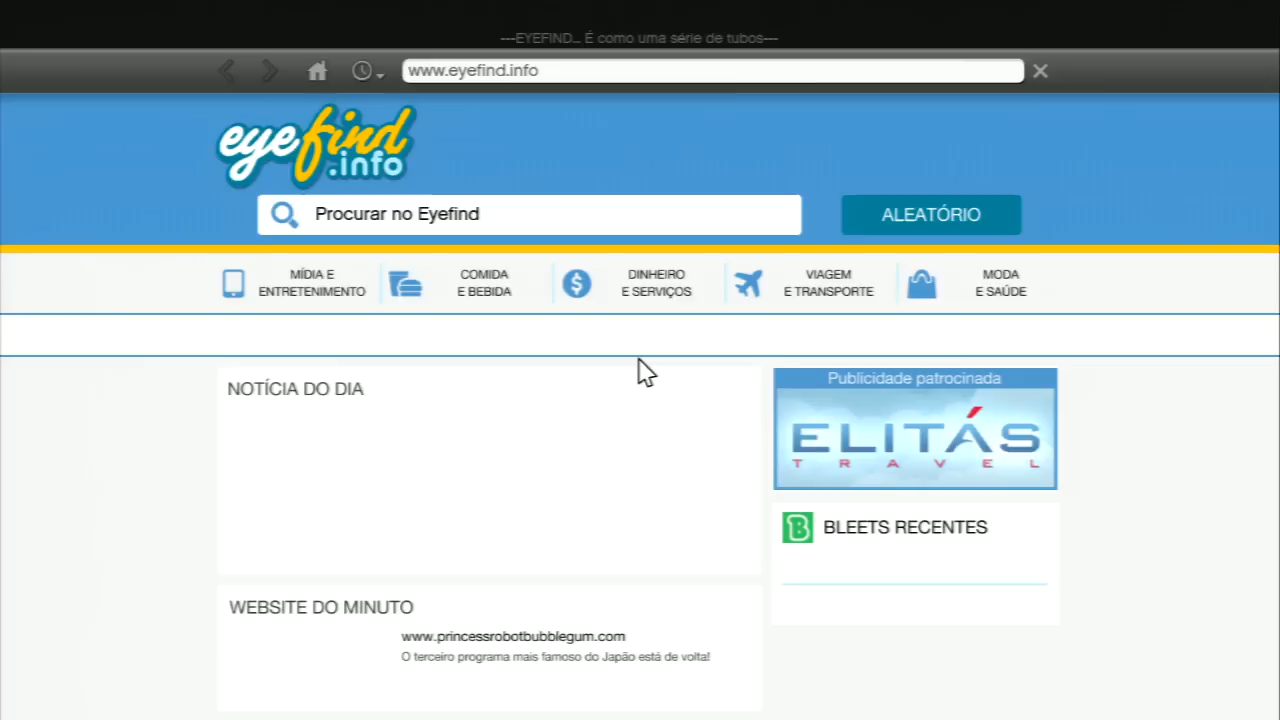 ---EYEFIND... É como uma série de tubos---
www.eyefind.info
eyefind
.info
Procurar no Eyefind
ALEATÓRIO
MÍDIA E
ENTRETENIMENTO
COMIDA
E BEBIDA
DINHEIRO
E SERVIÇOS
VIAGEM
E TRANSPORTE
MODA
E SAÚDE
NOTÍCIA DO DIA
Publicidade patrocinada
ELITÁS
TRAVEL
B BLEETS RECENTES
WEBSITE DO MINUTO
www.princessrobotbubblegum.com
O terceiro programa mais famoso do Japão está de volta!